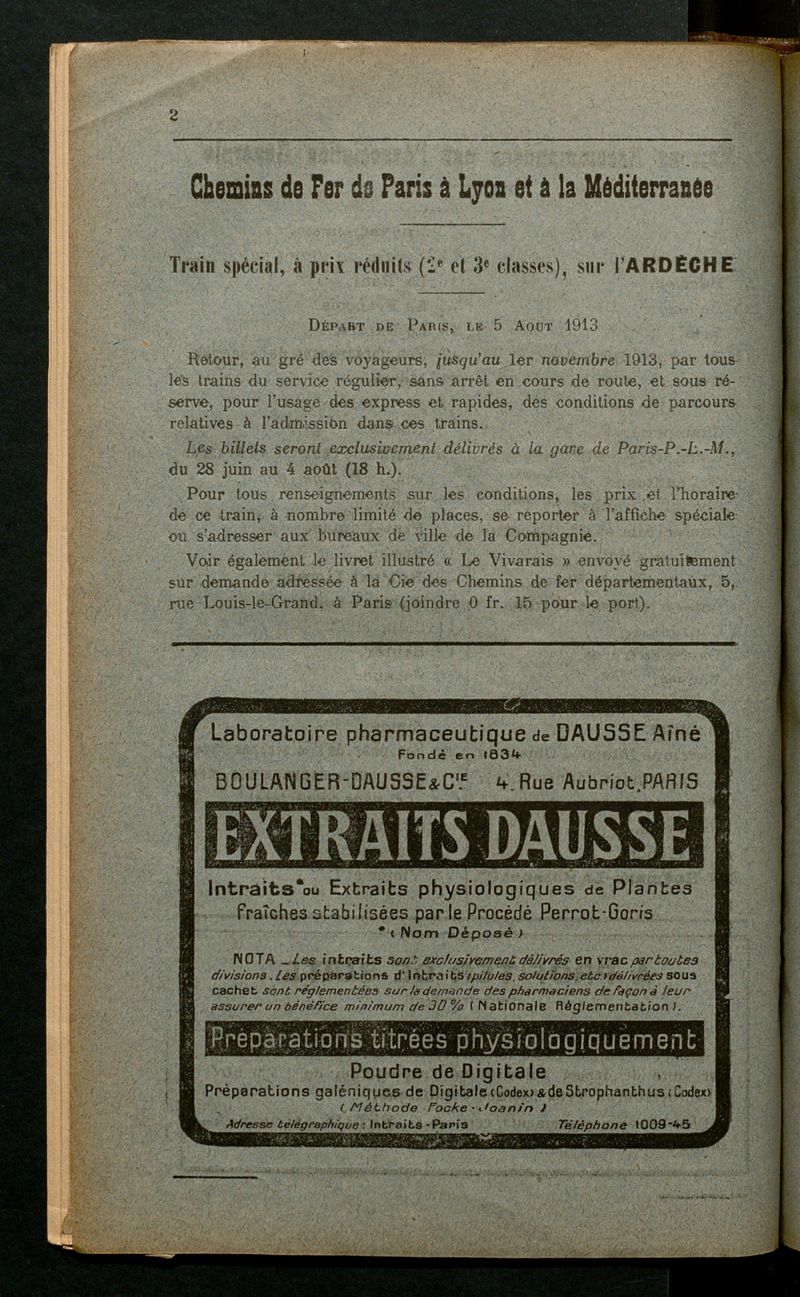 2
Chemins de Fer de Paris à Lyon et à la Méditerranée
Train spécial, à prix réduits (2e et 3e classes), sur l'ARDÈCHE
DÉPART DE PARIS, LE 5 AOUT 1913
Retour, au gré des voyageurs, jusqu'au 1er novembre 1913, par tous
les trains du service régulier, sans arrêt en cours de route, et sous ré-
serve, pour l'usage des express et rapides, des conditions de parcours
relatives à l'admission dans ces trains.
Les billets seront exclusivement délivrés à la gare de Paris-P.-L.-M.,
du 28 juin au 4 août (18 h.).
Pour tous renseignements sur les conditions, les prix et l'horaire
de ce train, à nombre limité de places, se reporter à l'affiche spéciale
ou s'adresser aux bureaux de ville de la Compagnie.
Voir également le livret illustré « Le Vivarais » envoyé gratuitement
sur demande adressée à la Cie des Chemins de fer départementaux, 5,
rue Louis-le-Grand, à Paris (joindre 0 fr. 15 pour le port).
Laboratoire pharmaceutique de DAUSSE Aîné
Fondé en 1834
BOULANGER-DAUSSE & CIE 4. Rue Aubriot. PARIS
EXTRAITS DAUSSE
Intraits* ou Extraits physiologiques de Plantes
Fraîches stabilisées par le Procédé Perrot-Goris
* (Nom Déposé)
NOTA _ Les intraits sont exclusivement délivrés en vrac par toutes
divisions. Les préparations d'Intraits (pilules, solutions, etc) délivrées sous
cachet sont réglementées sur la demande des pharmaciens de façon à leur
assurer un bénéfice minimum de 30 % (Nationale Réglementation).
Préparations titrées physiologiquement
Poudre de Digitale
Préparations galéniques de Digitale (Codex) & de Strophanthus (Codex)
(Méthode Focke-Joanin)
Adresse télégraphique: Intraits-Paris Téléphone 1009-45